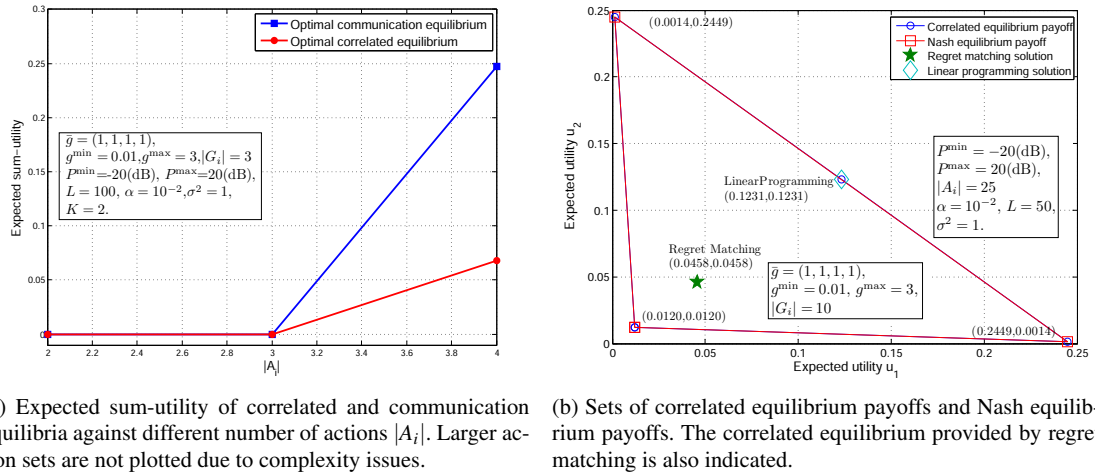 0.3
0.25
0.2
0.15
0.1
0.05
0
2 2.2 2.4 2.6 2.8 3 3.2 3.4 3.6 3.8 4
|A_i|
Expected sum−utility
Optimal communication equilibrium
Optimal correlated equilibrium
ḡ = (1, 1, 1, 1),
g^min = 0.01, g^max = 3, |G_i| = 3
P^min=-20(dB), P^max=20(dB),
L = 100, α = 10^−2, σ^2 = 1,
K = 2.
) Expected sum-utility of correlated and communication
quilibria against different number of actions |A_i|. Larger ac-
on sets are not plotted due to complexity issues.
0.25
0.2
0.15
0.1
0.05
0
0 0.05 0.1 0.15 0.2 0.25
Expected utility u_1
Expected utility u_2
Correlated equilibrium payoff
Nash equilibrium payoff
Regret matching solution
Linear programming solution
(0.0014,0.2449)
LinearProgramming
(0.1231,0.1231)
P^min = −20(dB),
P^max = 20(dB),
|A_i| = 25
α = 10^−2, L = 50,
σ^2 = 1.
Regret Matching
(0.0458,0.0458)
ḡ = (1, 1, 1, 1),
g^min = 0.01, g^max = 3,
|G_i| = 10
(0.0120,0.0120)
(0.2449,0.0014)
(b) Sets of correlated equilibrium payoffs and Nash equilib-
rium payoffs. The correlated equilibrium provided by regret
matching is also indicated.